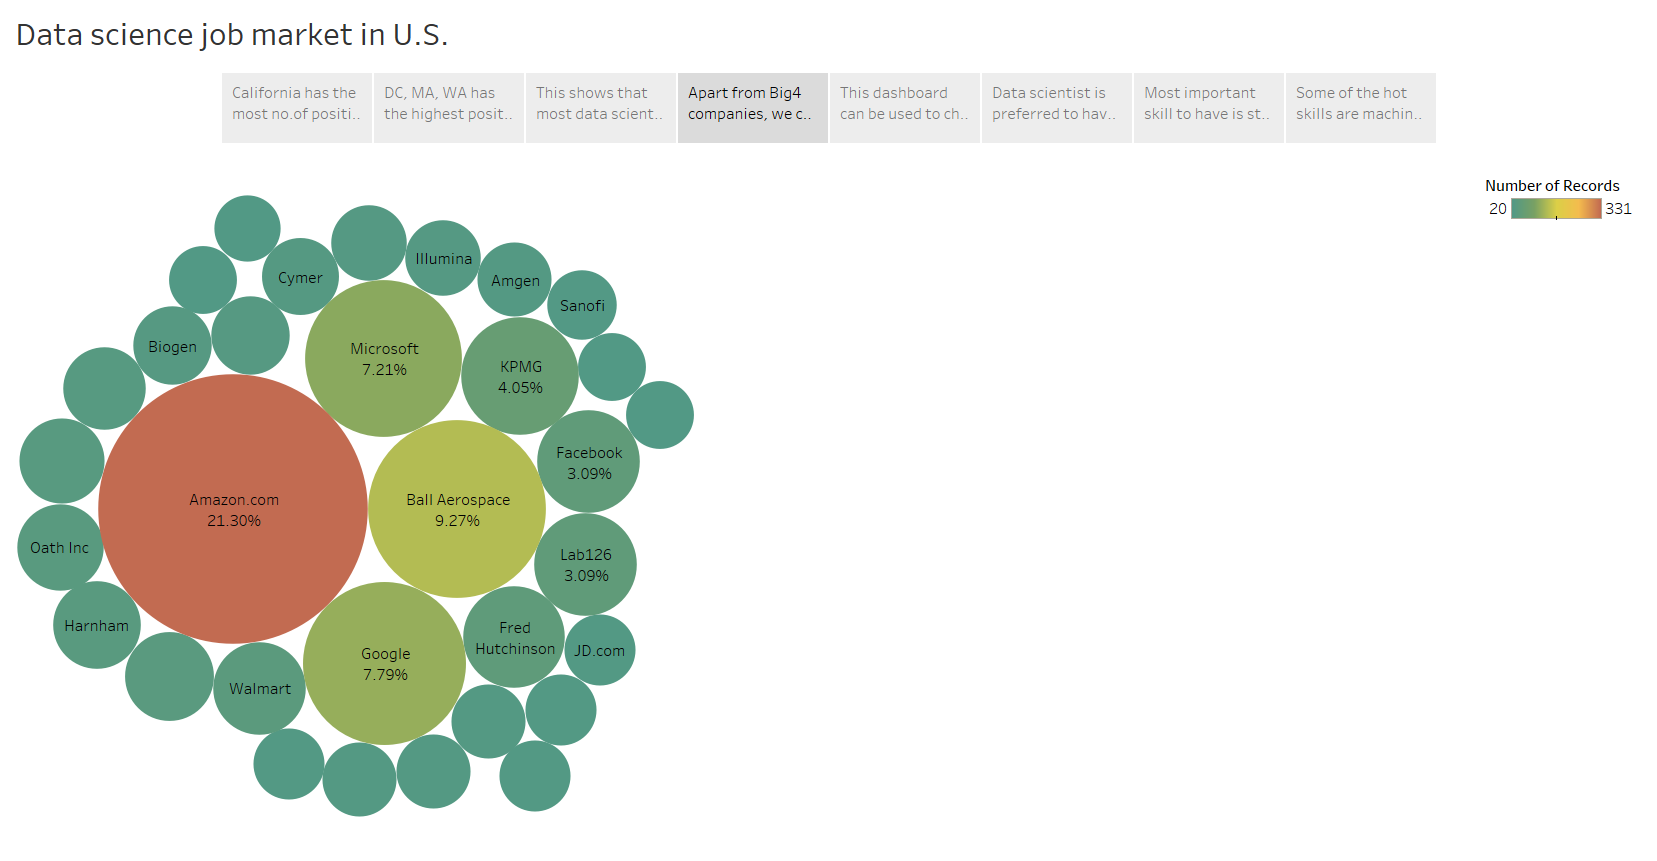 Data science job market in U.S.
California has the
most no.of positi..
DC, MA, WA has
the highest posit..
This shows that
most data scient..
Apart from Big4
companies, we c..
This dashboard
can be used to ch..
Data scientist is
preferred to hav..
Most important
skill to have is st..
Some of the hot
skills are machin..
Number of Records
20
331
Cymer
Illumina
Amgen
Sanofi
Biogen
Microsoft
7.21%
KPMG
4.05%
Facebook
3.09%
Amazon.com
21.30%
Ball Aerospace
9.27%
Oath Inc
Lab126
3.09%
Harnham
Fred
Hutchinson
JD.com
Google
7.79%
Walmart